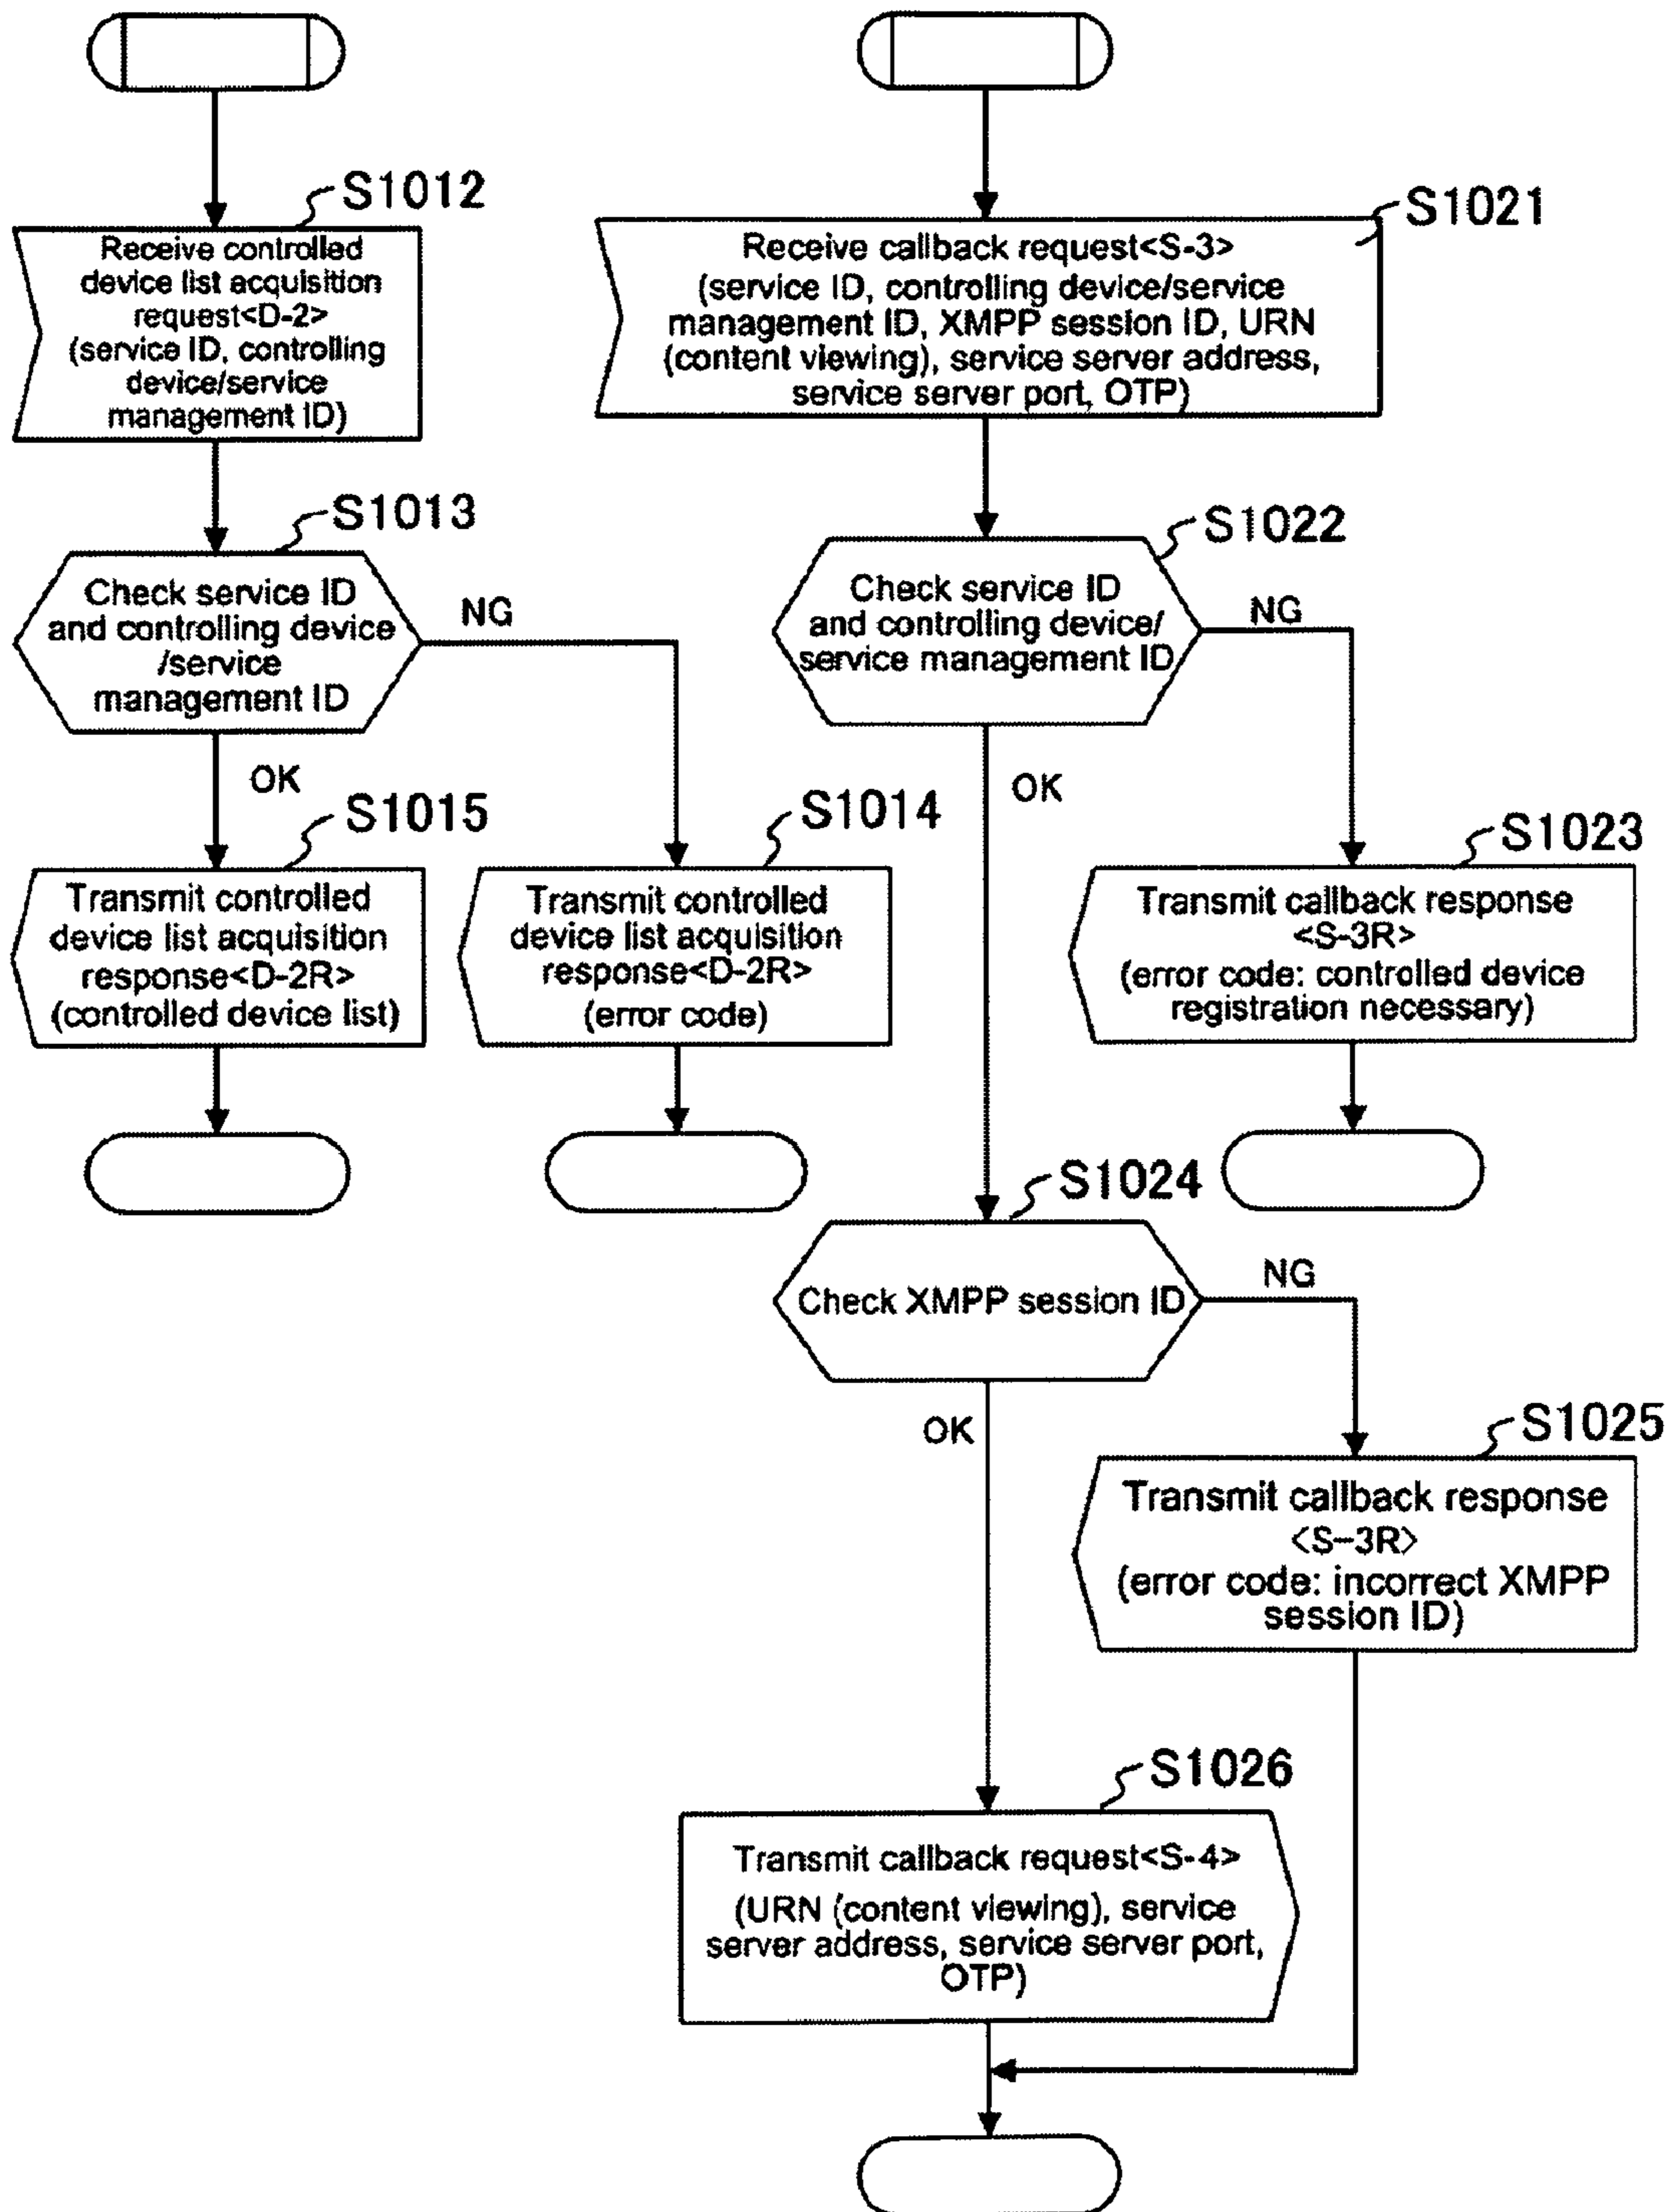 S1012
Receive controlled
device list acquisition
request<D-2>
(service ID, controlling
device/service
management ID)
S1013
Check service ID
and controlling device
/service
management ID
NG
OK
S1015
Transmit controlled
device list acquisition
response<D-2R>
(controlled device list)
S1014
Transmit controlled
device list acquisition
response<D-2R>
(error code)
S1021
Receive callback request<S-3>
(service ID, controlling device/service
management ID, XMPP session ID, URN
(content viewing), service server address,
service server port, OTP)
S1022
Check service ID
and controlling device/
service management ID
NG
OK
S1023
Transmit callback response
<S-3R>
(error code: controlled device
registration necessary)
S1024
Check XMPP session ID
NG
OK
S1025
Transmit callback response
<S-3R>
(error code: incorrect XMPP
session ID)
S1026
Transmit callback request<S-4>
(URN (content viewing), service
server address, service server port,
OTP)